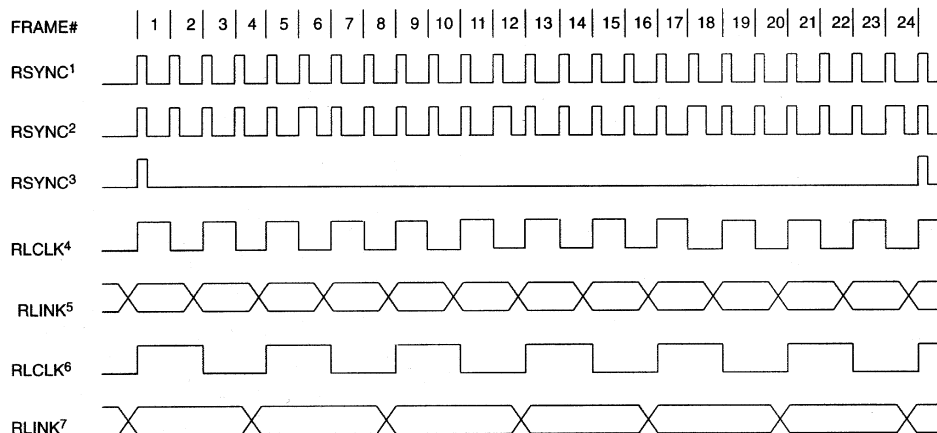 FRAME# 1 2 3 4 5 6 7 8 9 10 11 12 13 14 15 16 17 18 19 20 21 22 23 24
RSYNC¹
RSYNC²
RSYNC³
RLCLK⁴
RLINK⁵
RLCLK⁶
RLINK⁷